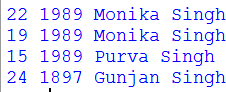 22 1989 Monika Singh
19 1989 Monika Singh
15 1989 Purva Singh
24 1897 Gunjan Singh